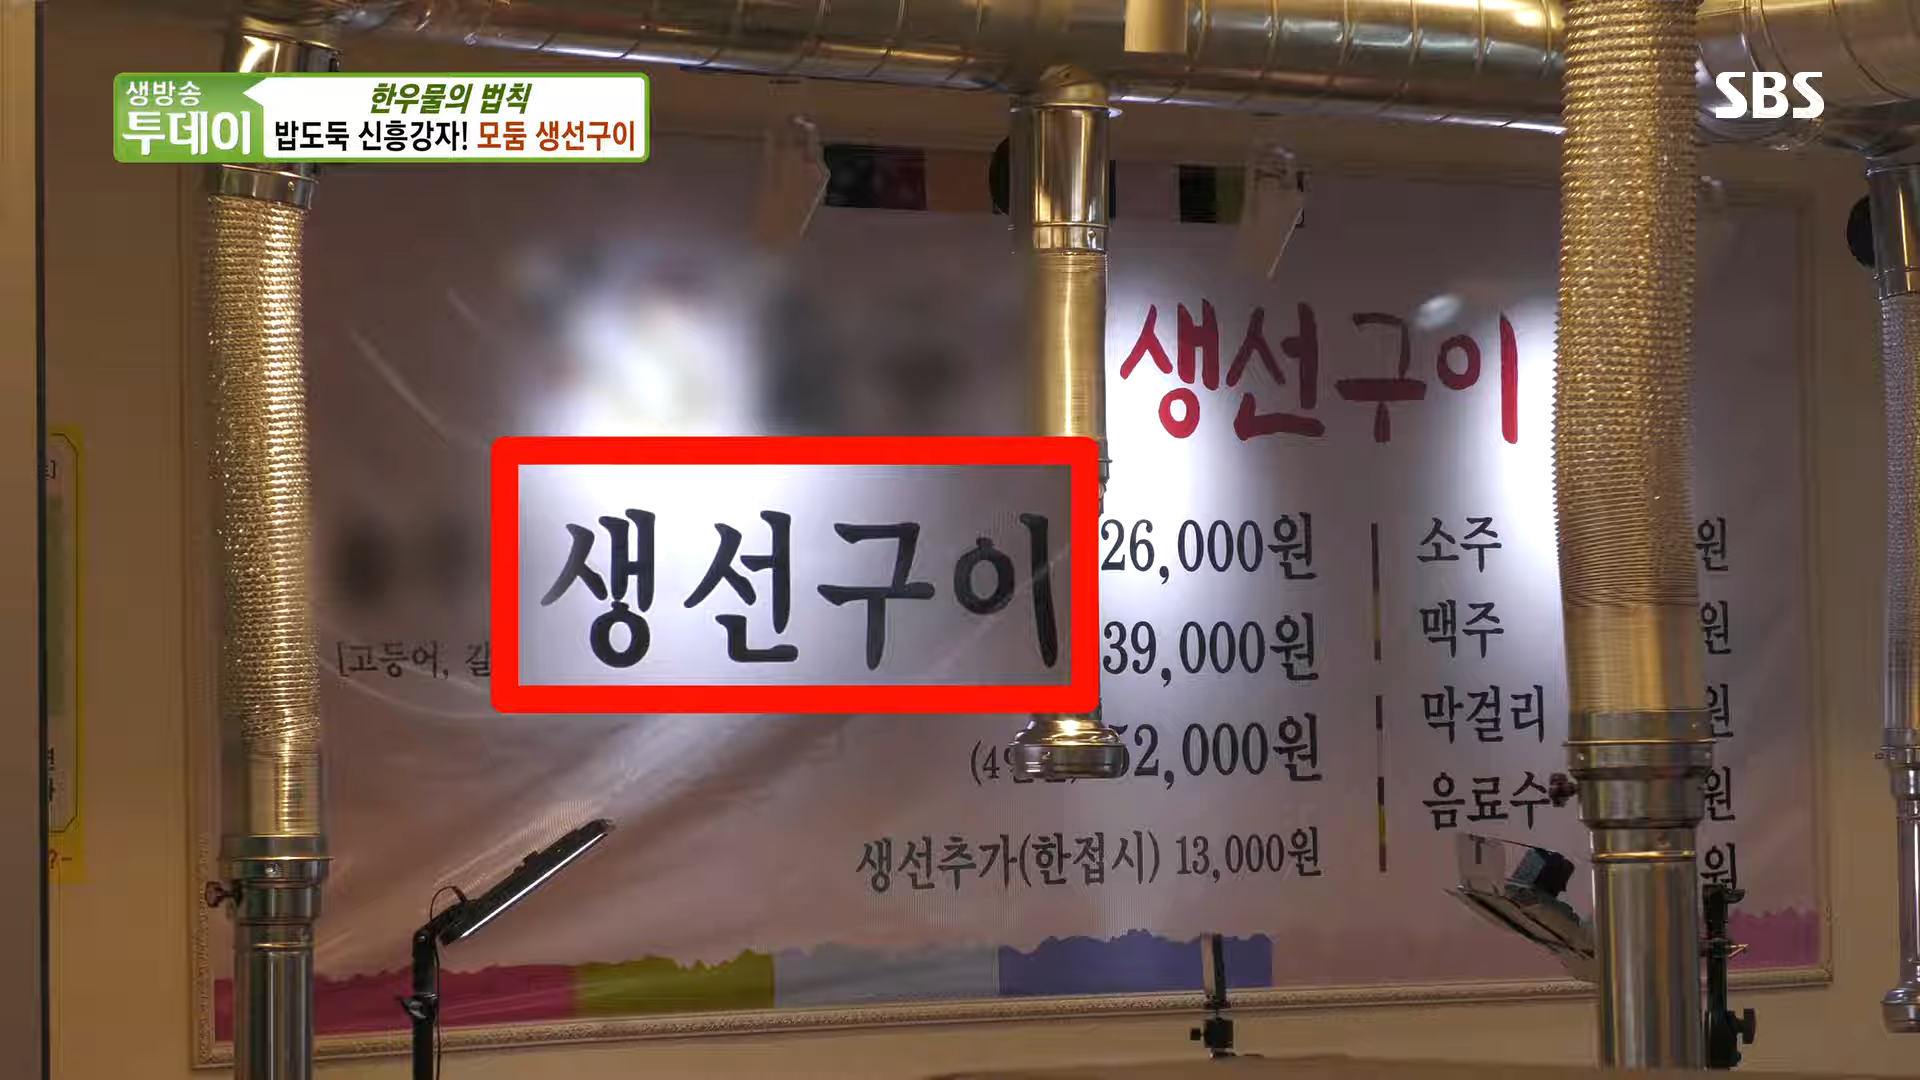 생방송
투데이
한우물의 법칙
밥도둑 신흥강자! 모둠 생선구이
SBS
생선구이
생선구이
26,000원
소주
원
39,000원
맥주
원
[고등어,
52,000원
막걸리
원
음료수
원
생선추가(한접시) 13,000원
원